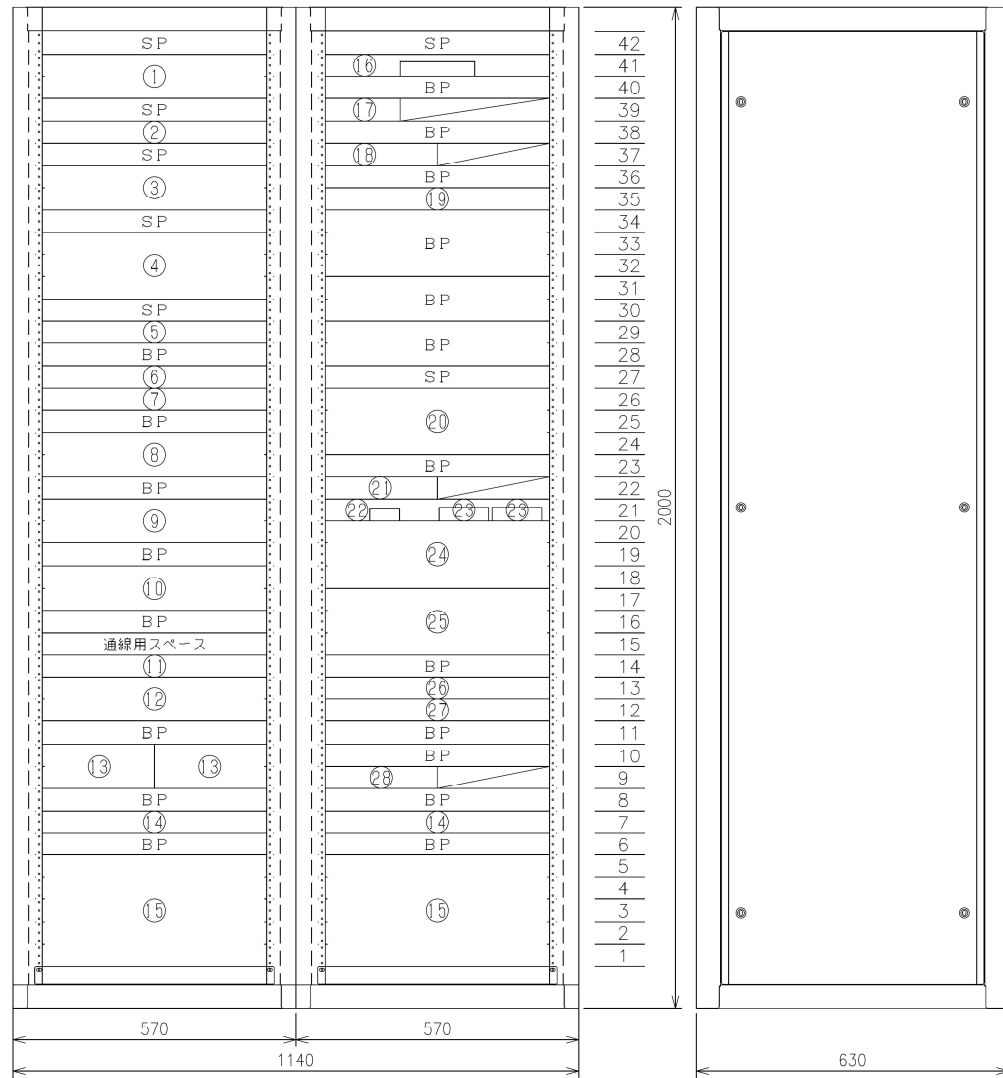 SP SP 42
① ⑯ 41
BP 40
SP ⑰ 39
② BP 38
SP ⑱ 37
③ BP 36
⑲ 35
SP 34
④ BP 33
32
31
SP BP 30
⑤ 29
BP BP 28
⑥ SP 27
⑦ 26
BP ⑳ 25
⑧ 24
BP 23
BP ㉑ 22
⑨ ㉒ ㉓ ㉓ 21
20
BP ㉔ 19
⑩ 18
17
BP ㉕ 16
通線用スペース 15
⑪ BP 14
⑫ ㉖ 13
㉗ 12
BP BP 11
⑬ ⑬ BP 10
㉘ 9
BP BP 8
⑭ ⑭ 7
BP BP 6
5
4
⑮ ⑮ 3
2
1
2000
570 570
1140 630